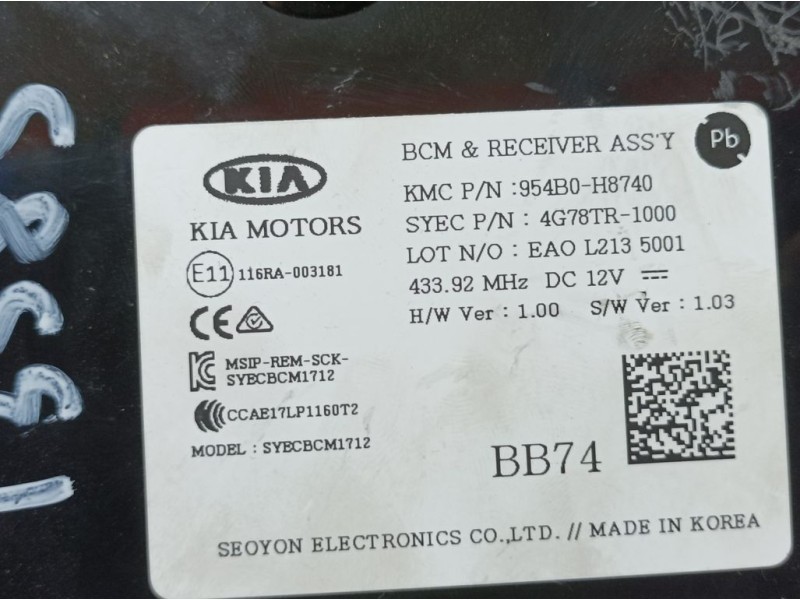 KIA
KIA MOTORS
E11 116RA-003181
CE
MSIP-REM-SCK-
SYECBCM1712
CCAE17LP1160T2
MODEL : SYECBCM1712
BCM & RECEIVER ASS'Y
Pb
KMC P/N :954B0-H8740
SYEC P/N : 4G78TR-1000
LOT N/O : EAO L213 5001
433.92 MHz DC 12V
H/W Ver : 1.00 S/W Ver : 1.03
BB74
SEOYON ELECTRONICS CO.,LTD. // MADE IN KOREA